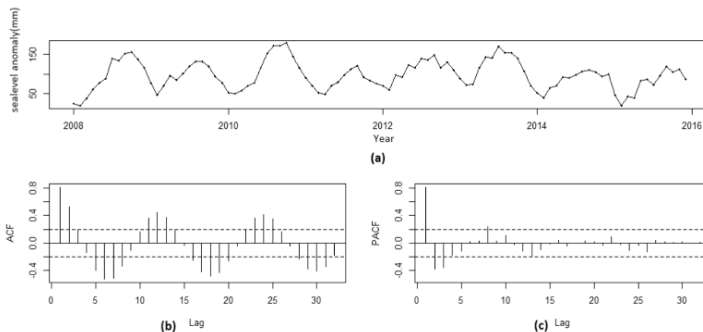 sealevel anomaly(mm)
150
50
2008 2010 2012 2014 2016
Year
(a)
ACF
0.8
0.4
0.0
-0.4
0 5 10 15 20 25 30
(b) Lag
PACF
0.8
0.4
0.0
-0.4
0 5 10 15 20 25 30
(c) Lag